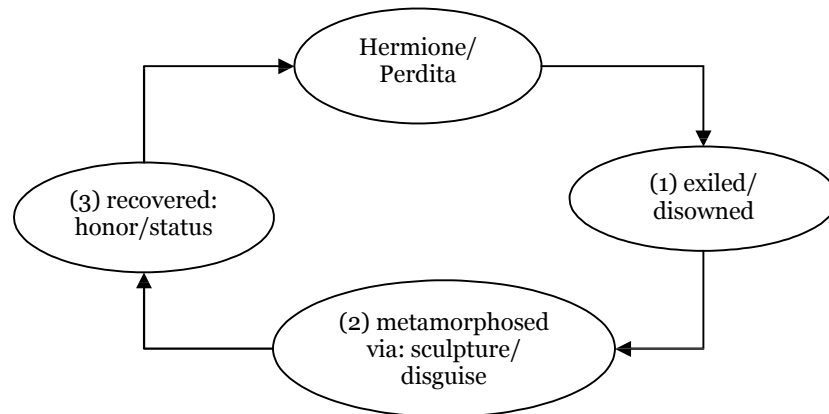 Hermione/
Perdita
(1) exiled/
disowned
(2) metamorphosed
via: sculpture/
disguise
(3) recovered:
honor/status